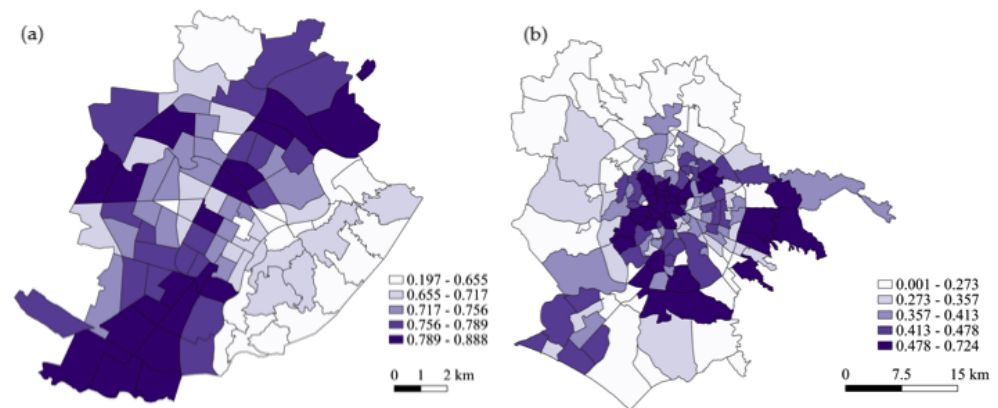 (a)
0.197 - 0.655
0.655 - 0.717
0.717 - 0.756
0.756 - 0.789
0.789 - 0.888
0 1 2 km
(b)
0.001 - 0.273
0.273 - 0.357
0.357 - 0.413
0.413 - 0.478
0.478 - 0.724
0 7.5 15 km